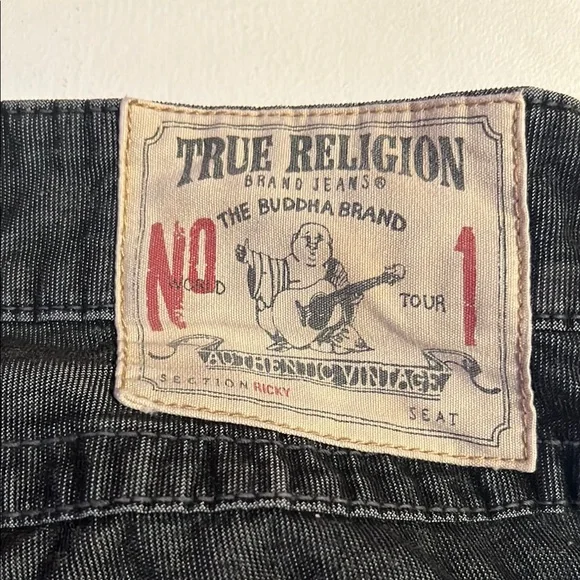 TRUE RELIGION
BRAND JEANS®
THE BUDDHA BRAND
NO 1
WORLD TOUR
AUTHENTIC VINTAGE
SECTION RICKY
SEAT